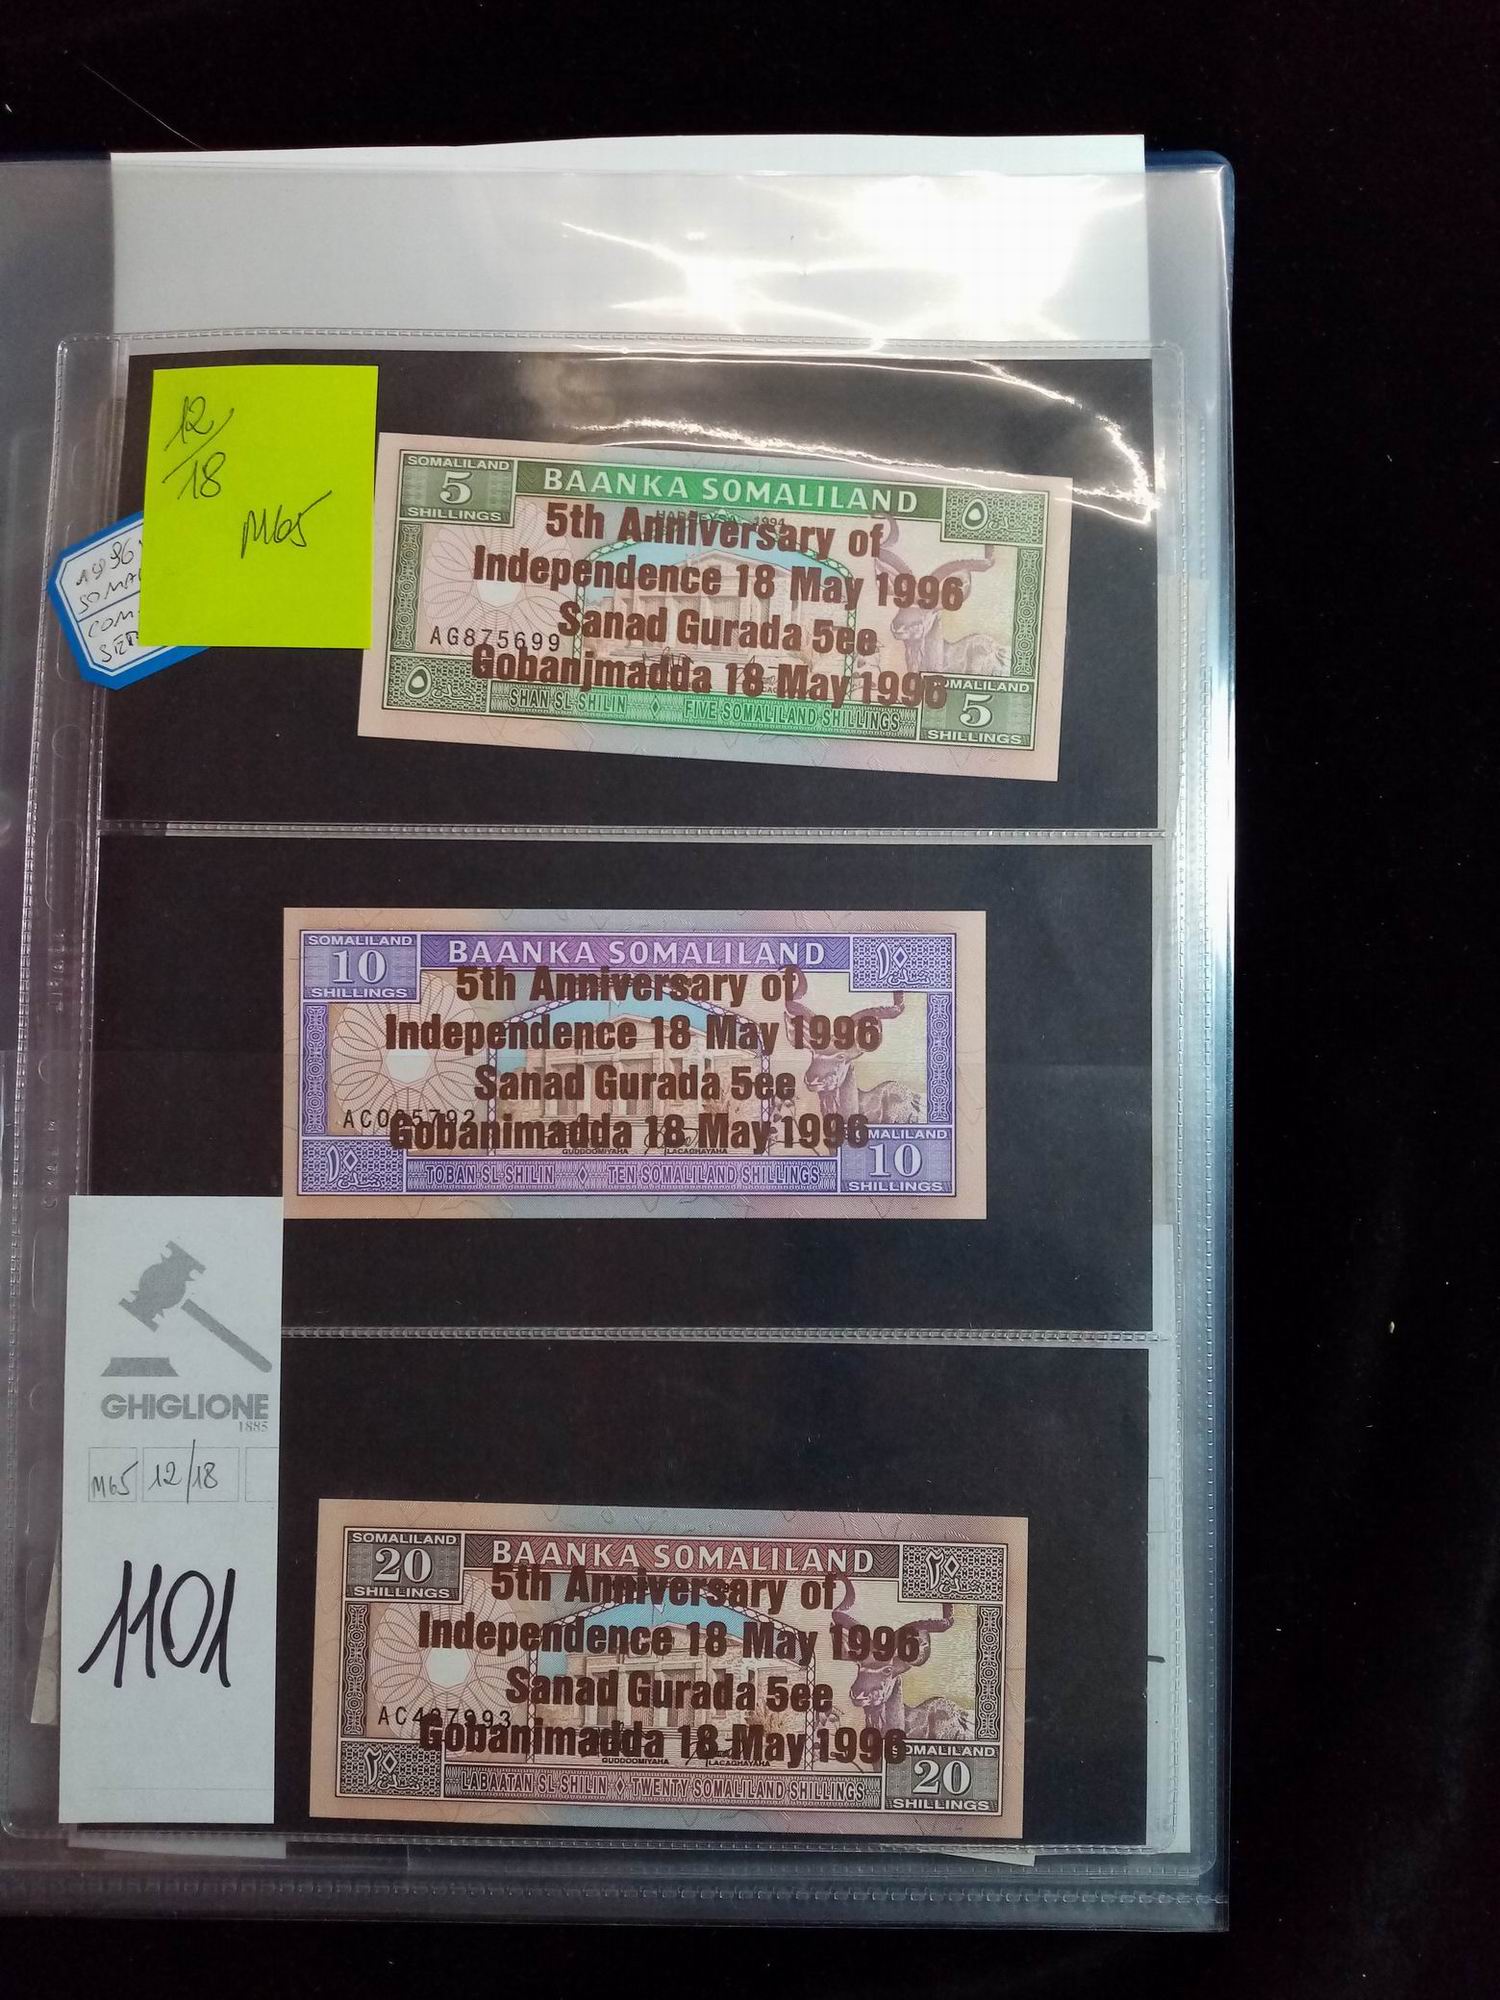 12/
18
M65
1996
SOMALILAND
5
SHILLINGS
BAANKA SOMALILAND
5th Anniversary of
Independence 18 May 1996
Sanad Gurada 5ee
AG875699
Gobanimadda 18 May 1996
SHAN SL SHILIN ◊ FIVE SOMALILAND SHILLINGS
5
SHILLINGS
SOMALILAND
10
SHILLINGS
BAANKA SOMALILAND
5th Anniversary of
Independence 18 May 1996
Sanad Gurada 5ee
Gobanimadda 18 May 1996
GUDDOOMIYAHA LACAGHAYAHA
TOBAN SL SHILIN ◊ TEN SOMALILAND SHILLINGS
10
SHILLINGS
GHIGLIONE
1885
M65 12/18
1101
SOMALILAND
20
SHILLINGS
BAANKA SOMALILAND
5th Anniversary of
Independence 18 May 1996
Sanad Gurada 5ee
Gobanimadda 18 May 1996
GUDDOOMIYAHA LACAGHAYAHA
LABAATAN SL SHILIN ◊ TWENTY SOMALILAND SHILLINGS
20
SHILLINGS